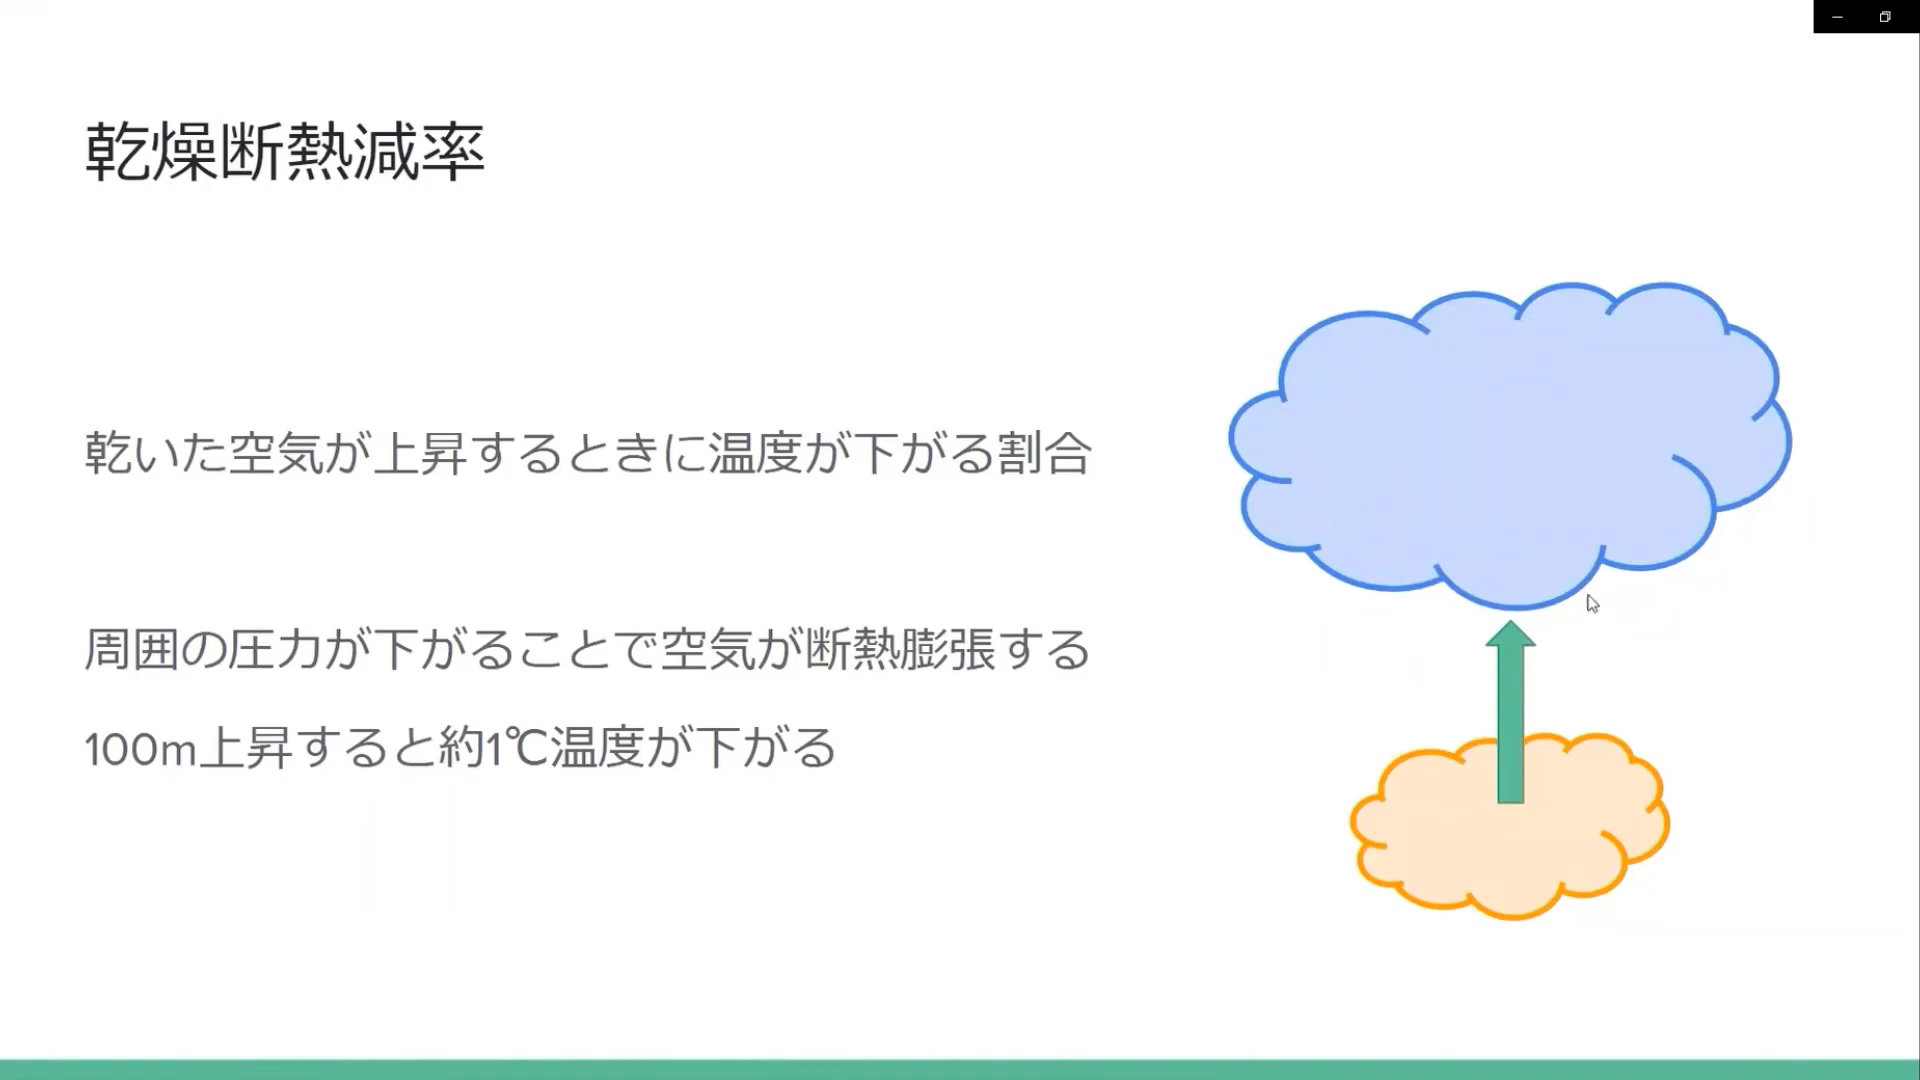 乾燥断熱減率
乾いた空気が上昇するときに温度が下がる割合
周囲の圧力が下がることで空気が断熱膨張する
100m上昇すると約1℃温度が下がる